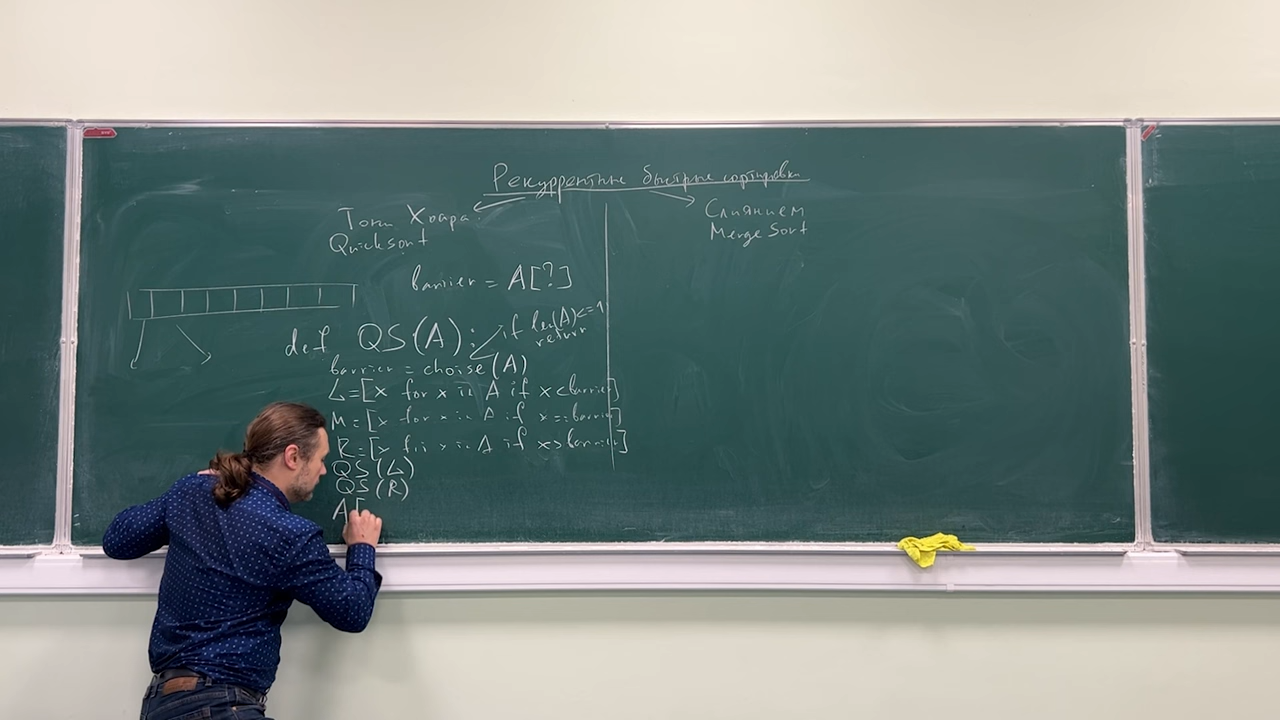 Рекуррентные быстрые сортировки
Тони Хоара
Quicksort
Слиянием
Merge Sort
barrier = A[?]
def QS(A):
if len(A)<=1
return
barrier = choise(A)
L=[x for x in A if x<barrier]
M=[x for x in A if x==barrier]
R=[x for x in A if x>barrier]
QS(L)
QS(R)
A[